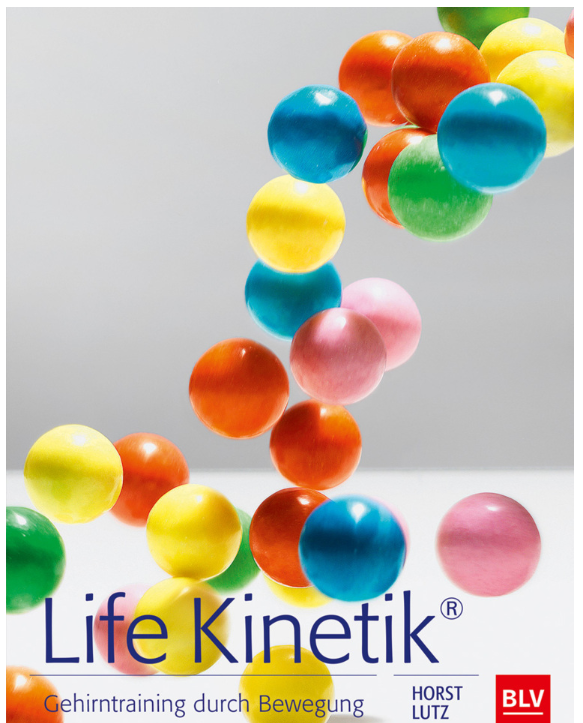 Life Kinetik®
Gehirntraining durch Bewegung
HORST
LUTZ
BLV